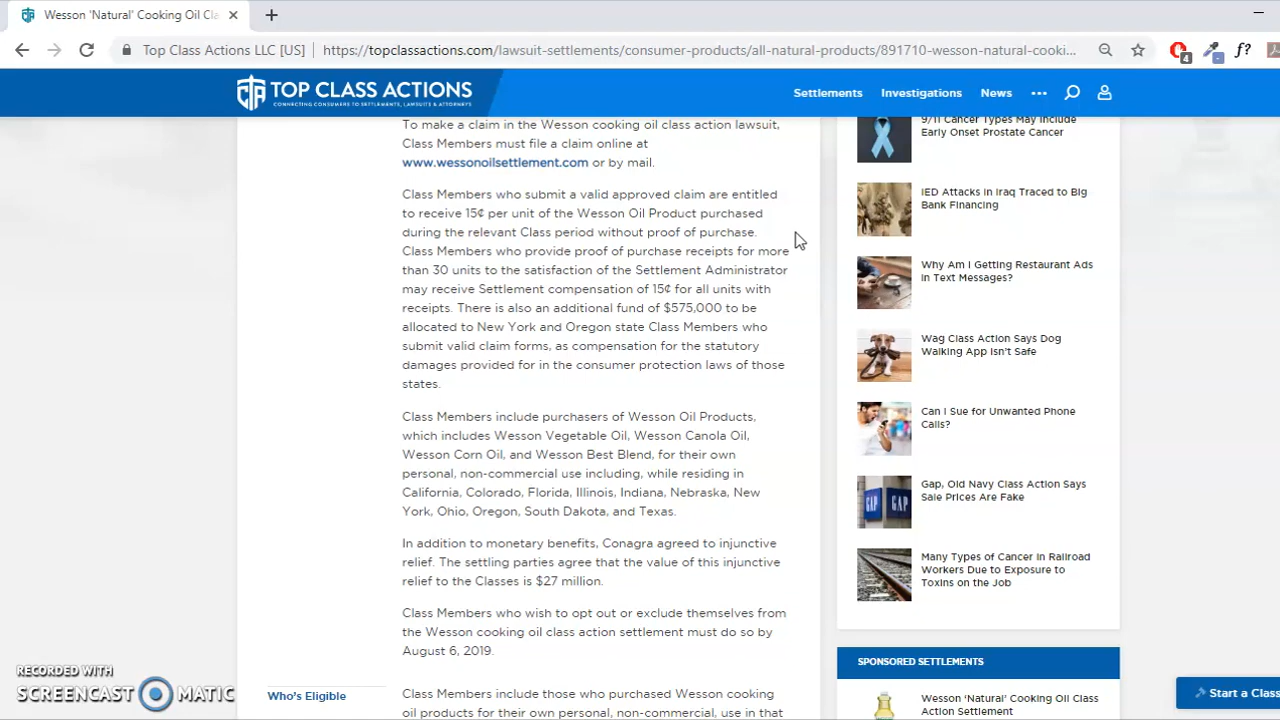 Wesson 'Natural' Cooking Oil Cla
Top Class Actions LLC [US]
https://topclassactions.com/lawsuit-settlements/consumer-products/all-natural-products/891710-wesson-natural-cooki...
4
f?
TOP CLASS ACTIONS
CONNECTING CONSUMERS TO SETTLEMENTS, LAWSUITS & ATTORNEYS
Settlements Investigations News
To make a claim in the Wesson cooking oil class action lawsuit,
Class Members must file a claim online at
www.wessonoilsettlement.com or by mail.
Class Members who submit a valid approved claim are entitled
to receive 15¢ per unit of the Wesson Oil Product purchased
during the relevant Class period without proof of purchase.
Class Members who provide proof of purchase receipts for more
than 30 units to the satisfaction of the Settlement Administrator
may receive Settlement compensation of 15¢ for all units with
receipts. There is also an additional fund of $575,000 to be
allocated to New York and Oregon state Class Members who
submit valid claim forms, as compensation for the statutory
damages provided for in the consumer protection laws of those
states.
Class Members include purchasers of Wesson Oil Products,
which includes Wesson Vegetable Oil, Wesson Canola Oil,
Wesson Corn Oil, and Wesson Best Blend, for their own
personal, non-commercial use including, while residing in
California, Colorado, Florida, Illinois, Indiana, Nebraska, New
York, Ohio, Oregon, South Dakota, and Texas.
In addition to monetary benefits, Conagra agreed to injunctive
relief. The settling parties agree that the value of this injunctive
relief to the Classes is $27 million.
Class Members who wish to opt out or exclude themselves from
the Wesson cooking oil class action settlement must do so by
August 6, 2019.
Who's Eligible
Class Members include those who purchased Wesson cooking
oil products for their own personal, non-commercial, use in that
9/11 Cancer Types May Include
Early Onset Prostate Cancer
IED Attacks in Iraq Traced to Big
Bank Financing
Why Am I Getting Restaurant Ads
in Text Messages?
Wag Class Action Says Dog
Walking App Isn't Safe
Can I Sue for Unwanted Phone
Calls?
GAP
Gap, Old Navy Class Action Says
Sale Prices Are Fake
Many Types of Cancer in Railroad
Workers Due to Exposure to
Toxins on the Job
SPONSORED SETTLEMENTS
Wesson 'Natural' Cooking Oil Class
Action Settlement
Start a Class
RECORDED WITH
SCREENCAST MATIC